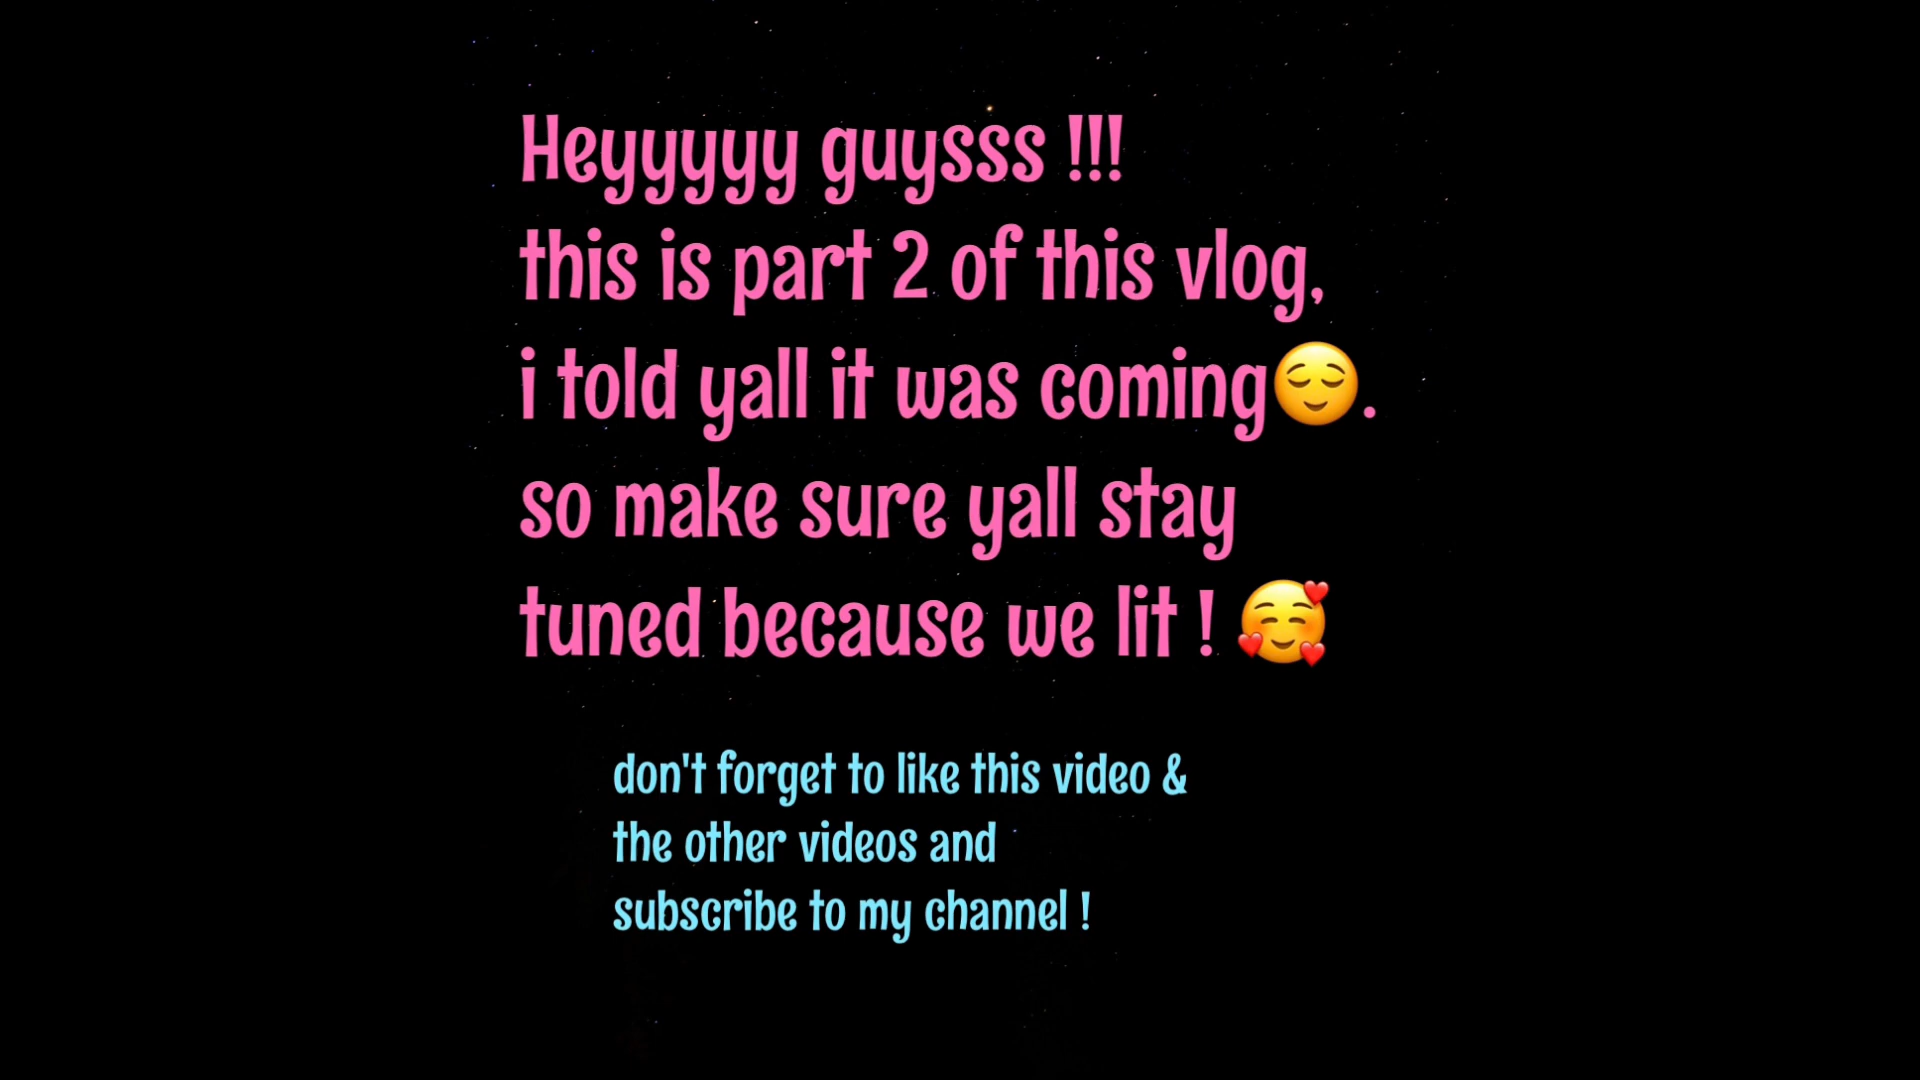 Heyyyyy guysss !!!
this is part 2 of this vlog,
i told yall it was coming😌.
so make sure yall stay
tuned because we lit ! 🥰
don't forget to like this video &
the other videos and
subscribe to my channel !